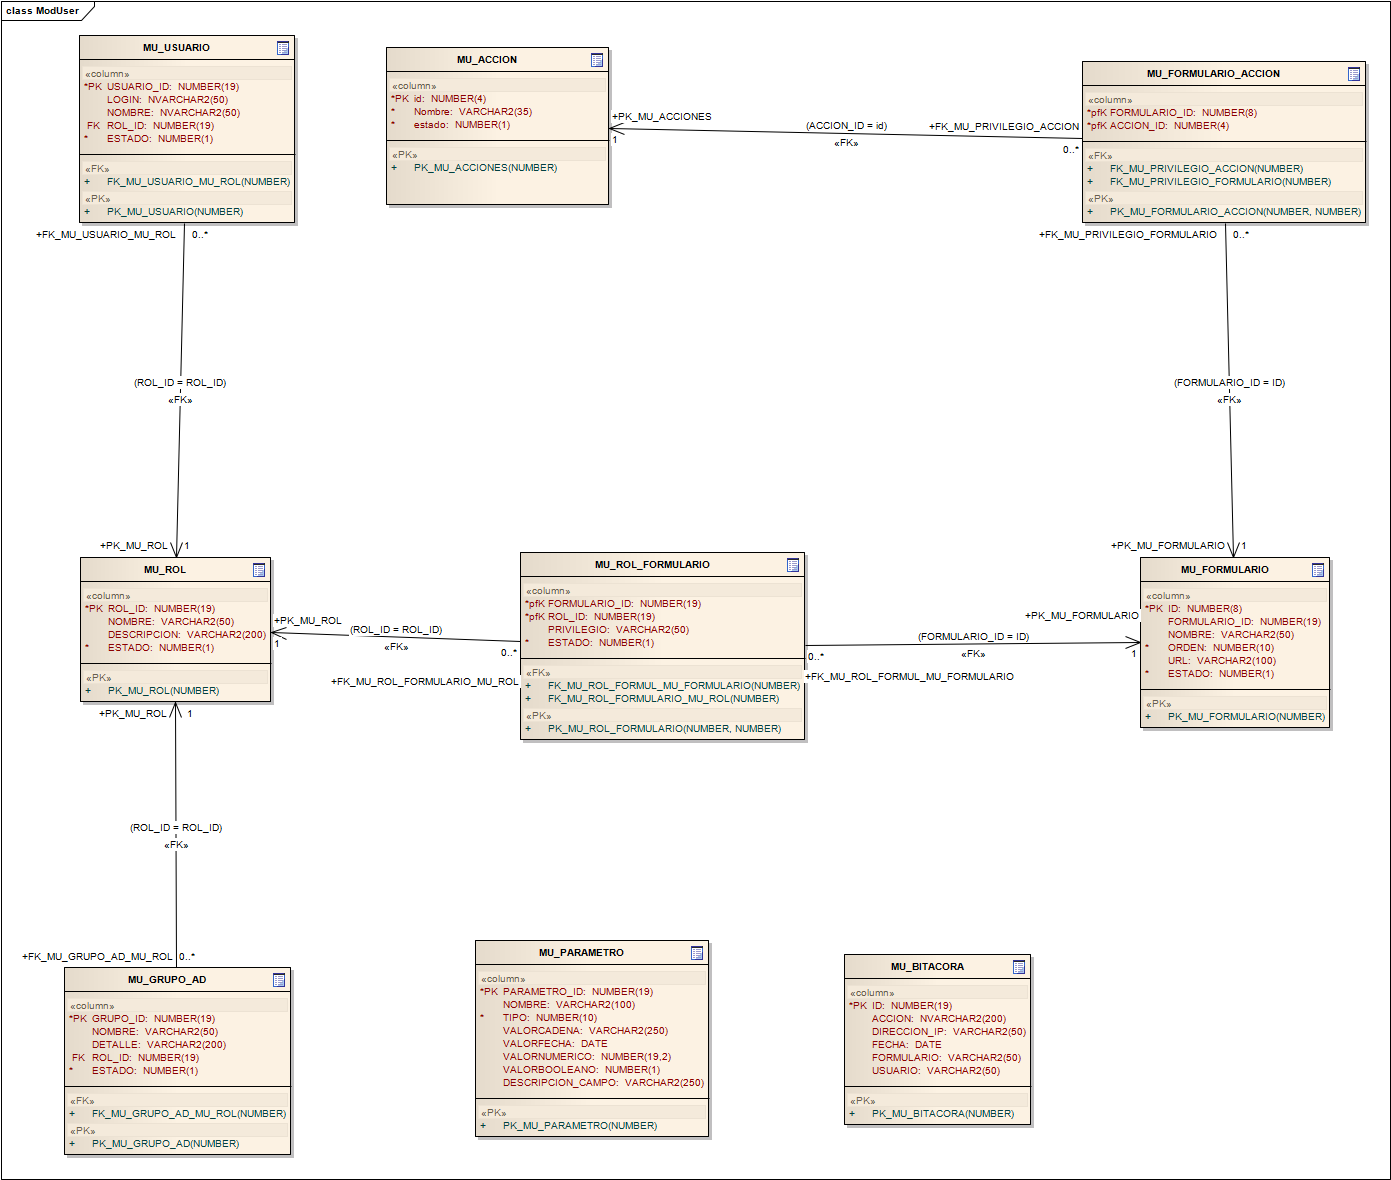 class ModUser
MU_USUARIO
«column»
*PK USUARIO_ID: NUMBER(19)
LOGIN: NVARCHAR2(50)
NOMBRE: NVARCHAR2(50)
FK ROL_ID: NUMBER(19)
* ESTADO: NUMBER(1)
«FK»
+ FK_MU_USUARIO_MU_ROL(NUMBER)
«PK»
+ PK_MU_USUARIO(NUMBER)
MU_ACCION
«column»
*PK id: NUMBER(4)
* Nombre: VARCHAR2(35)
* estado: NUMBER(1)
«PK»
+ PK_MU_ACCIONES(NUMBER)
+PK_MU_ACCIONES
1
(ACCION_ID = id)
«FK»
+FK_MU_PRIVILEGIO_ACCION
0..*
MU_FORMULARIO_ACCION
«column»
*pfK FORMULARIO_ID: NUMBER(8)
*pfK ACCION_ID: NUMBER(4)
«FK»
+ FK_MU_PRIVILEGIO_ACCION(NUMBER)
+ FK_MU_PRIVILEGIO_FORMULARIO(NUMBER)
«PK»
+ PK_MU_FORMULARIO_ACCION(NUMBER, NUMBER)
+FK_MU_USUARIO_MU_ROL 0..*
(ROL_ID = ROL_ID)
«FK»
+PK_MU_ROL 1
+FK_MU_PRIVILEGIO_FORMULARIO 0..*
(FORMULARIO_ID = ID)
«FK»
+PK_MU_FORMULARIO 1
MU_ROL
«column»
*PK ROL_ID: NUMBER(19)
NOMBRE: VARCHAR2(50)
DESCRIPCION: VARCHAR2(200)
* ESTADO: NUMBER(1)
«PK»
+ PK_MU_ROL(NUMBER)
+PK_MU_ROL
1
(ROL_ID = ROL_ID)
«FK»
0..*
+FK_MU_ROL_FORMULARIO_MU_ROL
MU_ROL_FORMULARIO
«column»
*pfK FORMULARIO_ID: NUMBER(19)
*pfK ROL_ID: NUMBER(19)
PRIVILEGIO: VARCHAR2(50)
* ESTADO: NUMBER(1)
«FK»
+ FK_MU_ROL_FORMUL_MU_FORMULARIO(NUMBER)
+ FK_MU_ROL_FORMULARIO_MU_ROL(NUMBER)
«PK»
+ PK_MU_ROL_FORMULARIO(NUMBER, NUMBER)
+PK_MU_FORMULARIO
(FORMULARIO_ID = ID)
«FK»
1
0..*
+FK_MU_ROL_FORMUL_MU_FORMULARIO
MU_FORMULARIO
«column»
*PK ID: NUMBER(8)
FORMULARIO_ID: NUMBER(19)
NOMBRE: VARCHAR2(50)
* ORDEN: NUMBER(10)
URL: VARCHAR2(100)
* ESTADO: NUMBER(1)
«PK»
+ PK_MU_FORMULARIO(NUMBER)
+PK_MU_ROL 1
(ROL_ID = ROL_ID)
«FK»
+FK_MU_GRUPO_AD_MU_ROL 0..*
MU_GRUPO_AD
«column»
*PK GRUPO_ID: NUMBER(19)
NOMBRE: VARCHAR2(50)
DETALLE: VARCHAR2(200)
FK ROL_ID: NUMBER(19)
* ESTADO: NUMBER(1)
«FK»
+ FK_MU_GRUPO_AD_MU_ROL(NUMBER)
«PK»
+ PK_MU_GRUPO_AD(NUMBER)
MU_PARAMETRO
«column»
*PK PARAMETRO_ID: NUMBER(19)
NOMBRE: VARCHAR2(100)
* TIPO: NUMBER(10)
VALORCADENA: VARCHAR2(250)
VALORFECHA: DATE
VALORNUMERICO: NUMBER(19,2)
VALORBOOLEANO: NUMBER(1)
DESCRIPCION_CAMPO: VARCHAR2(250)
«PK»
+ PK_MU_PARAMETRO(NUMBER)
MU_BITACORA
«column»
*PK ID: NUMBER(19)
ACCION: NVARCHAR2(200)
DIRECCION_IP: VARCHAR2(50)
FECHA: DATE
FORMULARIO: VARCHAR2(50)
USUARIO: VARCHAR2(50)
«PK»
+ PK_MU_BITACORA(NUMBER)